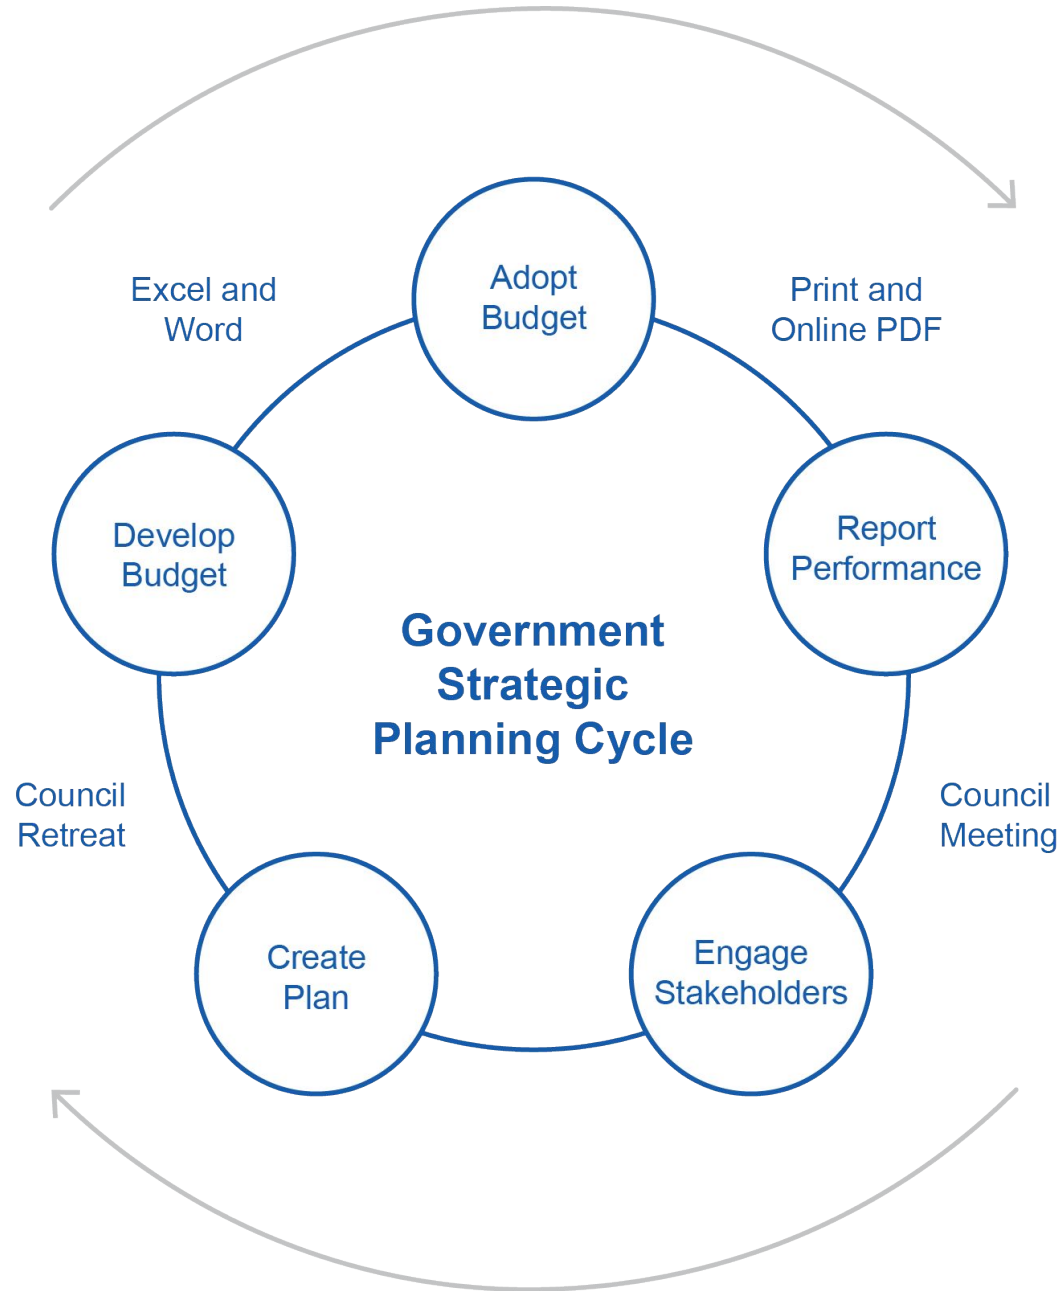 Adopt
Budget
Excel and
Word
Print and
Online PDF
Develop
Budget
Report
Performance
Government
Strategic
Planning Cycle
Council
Retreat
Council
Meeting
Create
Plan
Engage
Stakeholders